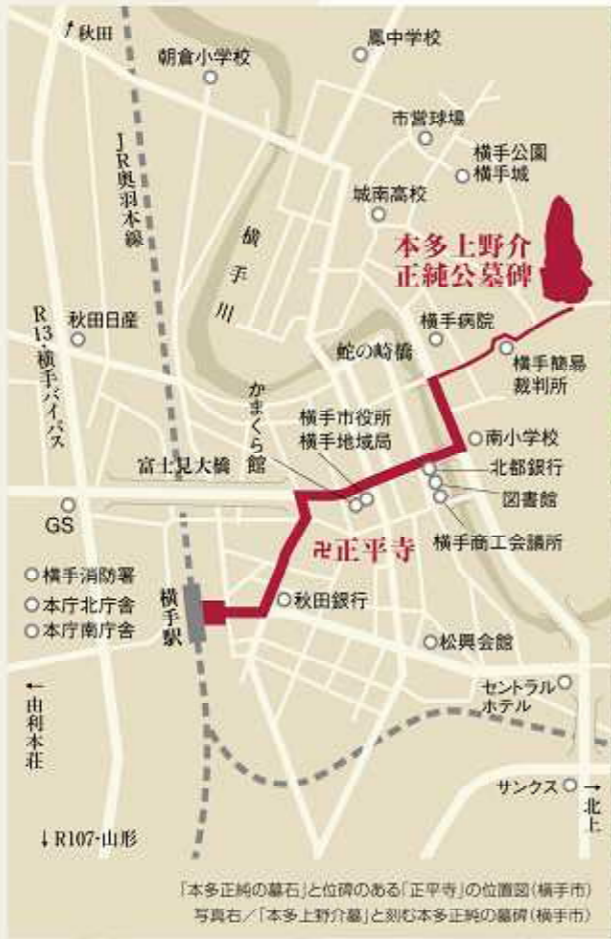 ↑秋田
朝倉小学校
鳳中学校
市営球場
横手公園
横手城
城南高校
JR奥羽本線
横手川
本多上野介
正純公墓碑
R13・横手バイパス
秋田日産
横手病院
蛇の崎橋
横手簡易
裁判所
かまくら館
横手市役所
横手地域局
南小学校
富士見大橋
北都銀行
図書館
GS
横手商工会議所
卍正平寺
横手消防署
本庁北庁舎
本庁南庁舎
横手駅
秋田銀行
松興会館
←由利本荘
セントラル
ホテル
サンクス
→北上
↓R107・山形
「本多正純の墓石」と位碑のある「正平寺」の位置図(横手市)
写真右/「本多上野介墓」と刻む本多正純の墓碑(横手市)